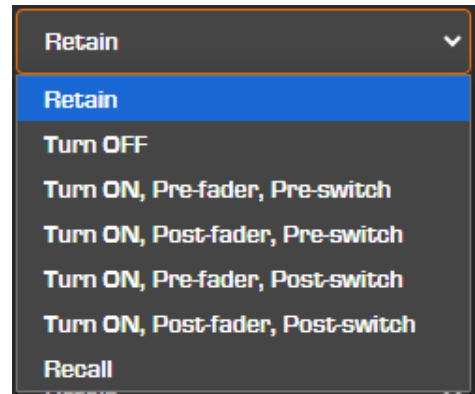 Retain
Retain
Turn OFF
Turn ON, Pre-fader, Pre-switch
Turn ON, Post-fader, Pre-switch
Turn ON, Pre-fader, Post-switch
Turn ON, Post-fader, Post-switch
Recall